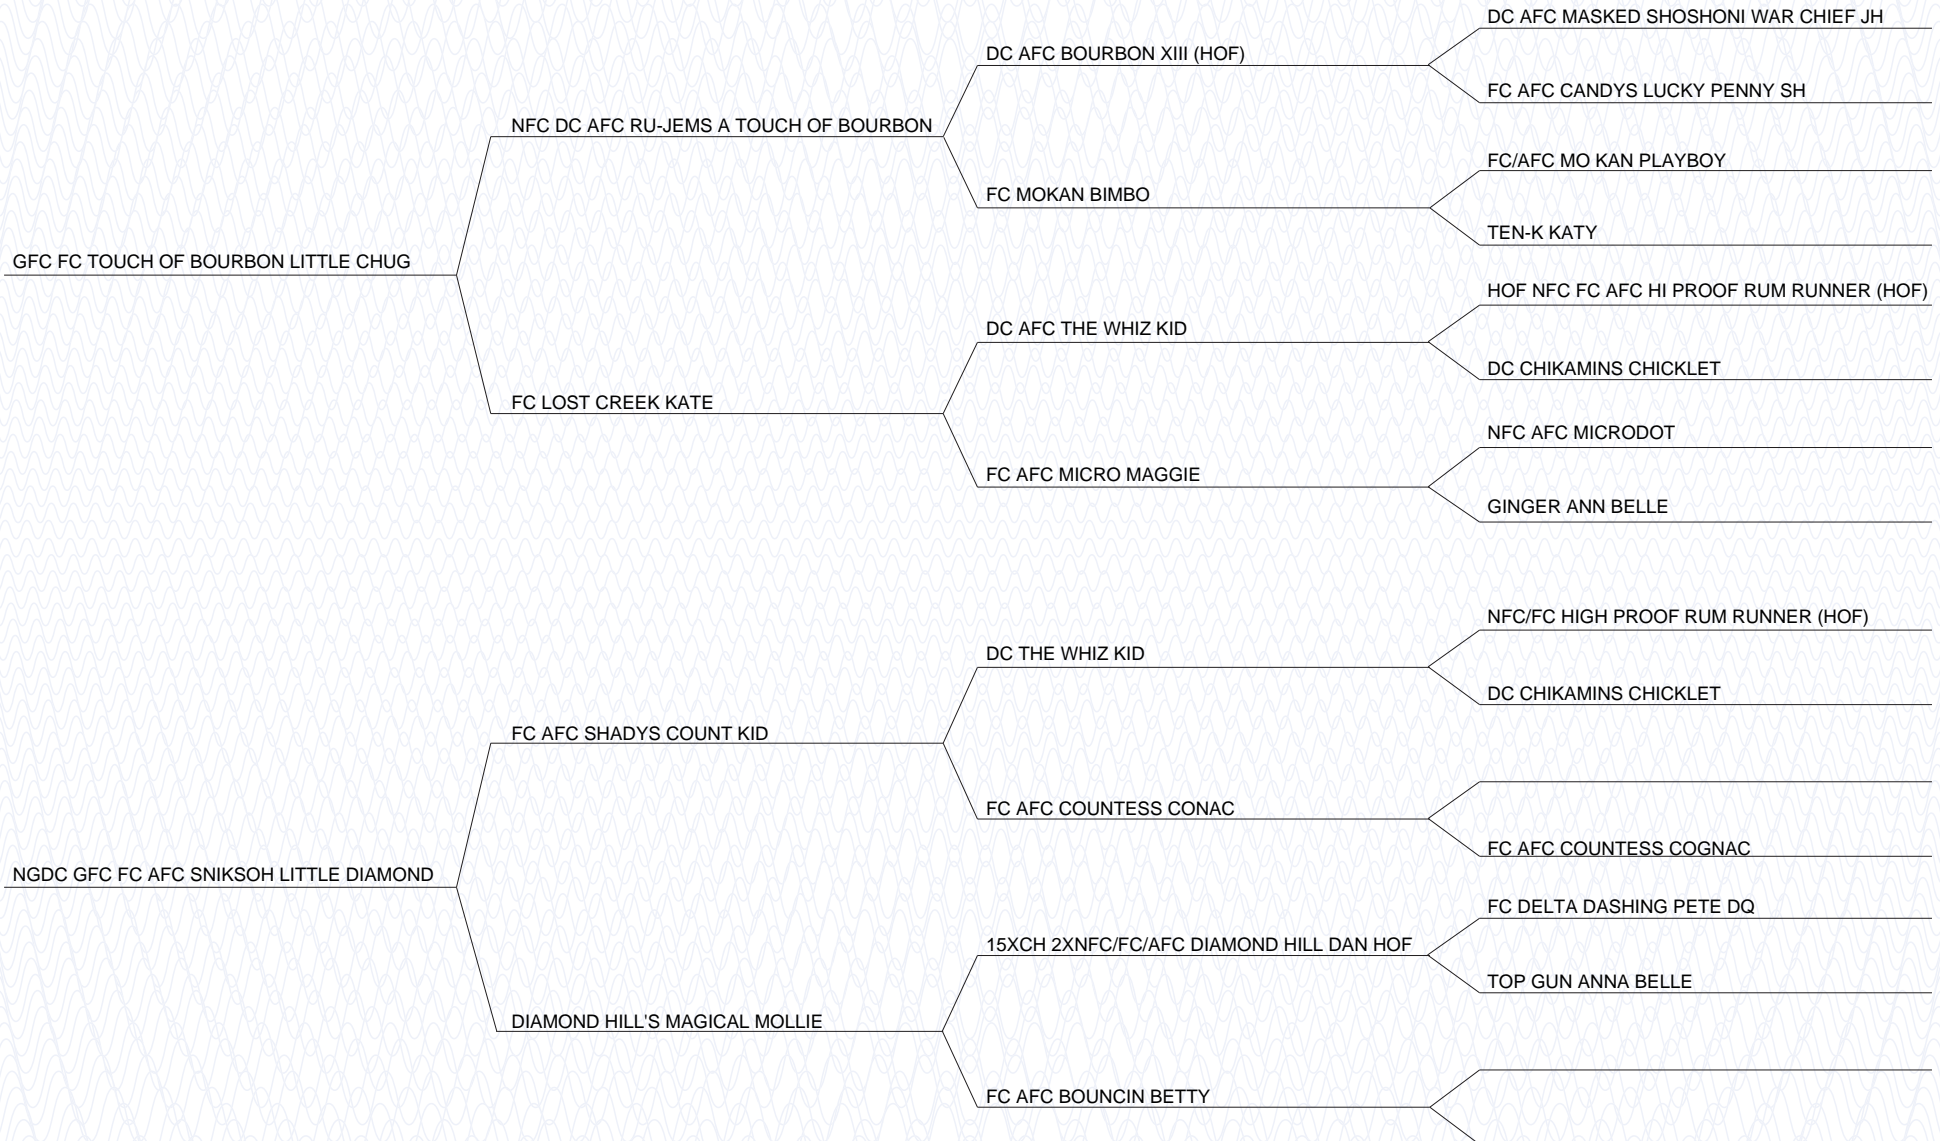 DC AFC MASKED SHOSHONI WAR CHIEF JH
DC AFC BOURBON XIII (HOF)
FC AFC CANDYS LUCKY PENNY SH
NFC DC AFC RU-JEMS A TOUCH OF BOURBON
FC/AFC MO KAN PLAYBOY
FC MOKAN BIMBO
TEN-K KATY
GFC FC TOUCH OF BOURBON LITTLE CHUG
HOF NFC FC AFC HI PROOF RUM RUNNER (HOF)
DC AFC THE WHIZ KID
DC CHIKAMINS CHICKLET
FC LOST CREEK KATE
NFC AFC MICRODOT
FC AFC MICRO MAGGIE
GINGER ANN BELLE
NFC/FC HIGH PROOF RUM RUNNER (HOF)
DC THE WHIZ KID
DC CHIKAMINS CHICKLET
FC AFC SHADYS COUNT KID
FC AFC COUNTESS CONAC
FC AFC COUNTESS COGNAC
NGDC GFC FC AFC SNIKSOH LITTLE DIAMOND
FC DELTA DASHING PETE DQ
15XCH 2XNFC/FC/AFC DIAMOND HILL DAN HOF
TOP GUN ANNA BELLE
DIAMOND HILL'S MAGICAL MOLLIE
FC AFC BOUNCIN BETTY